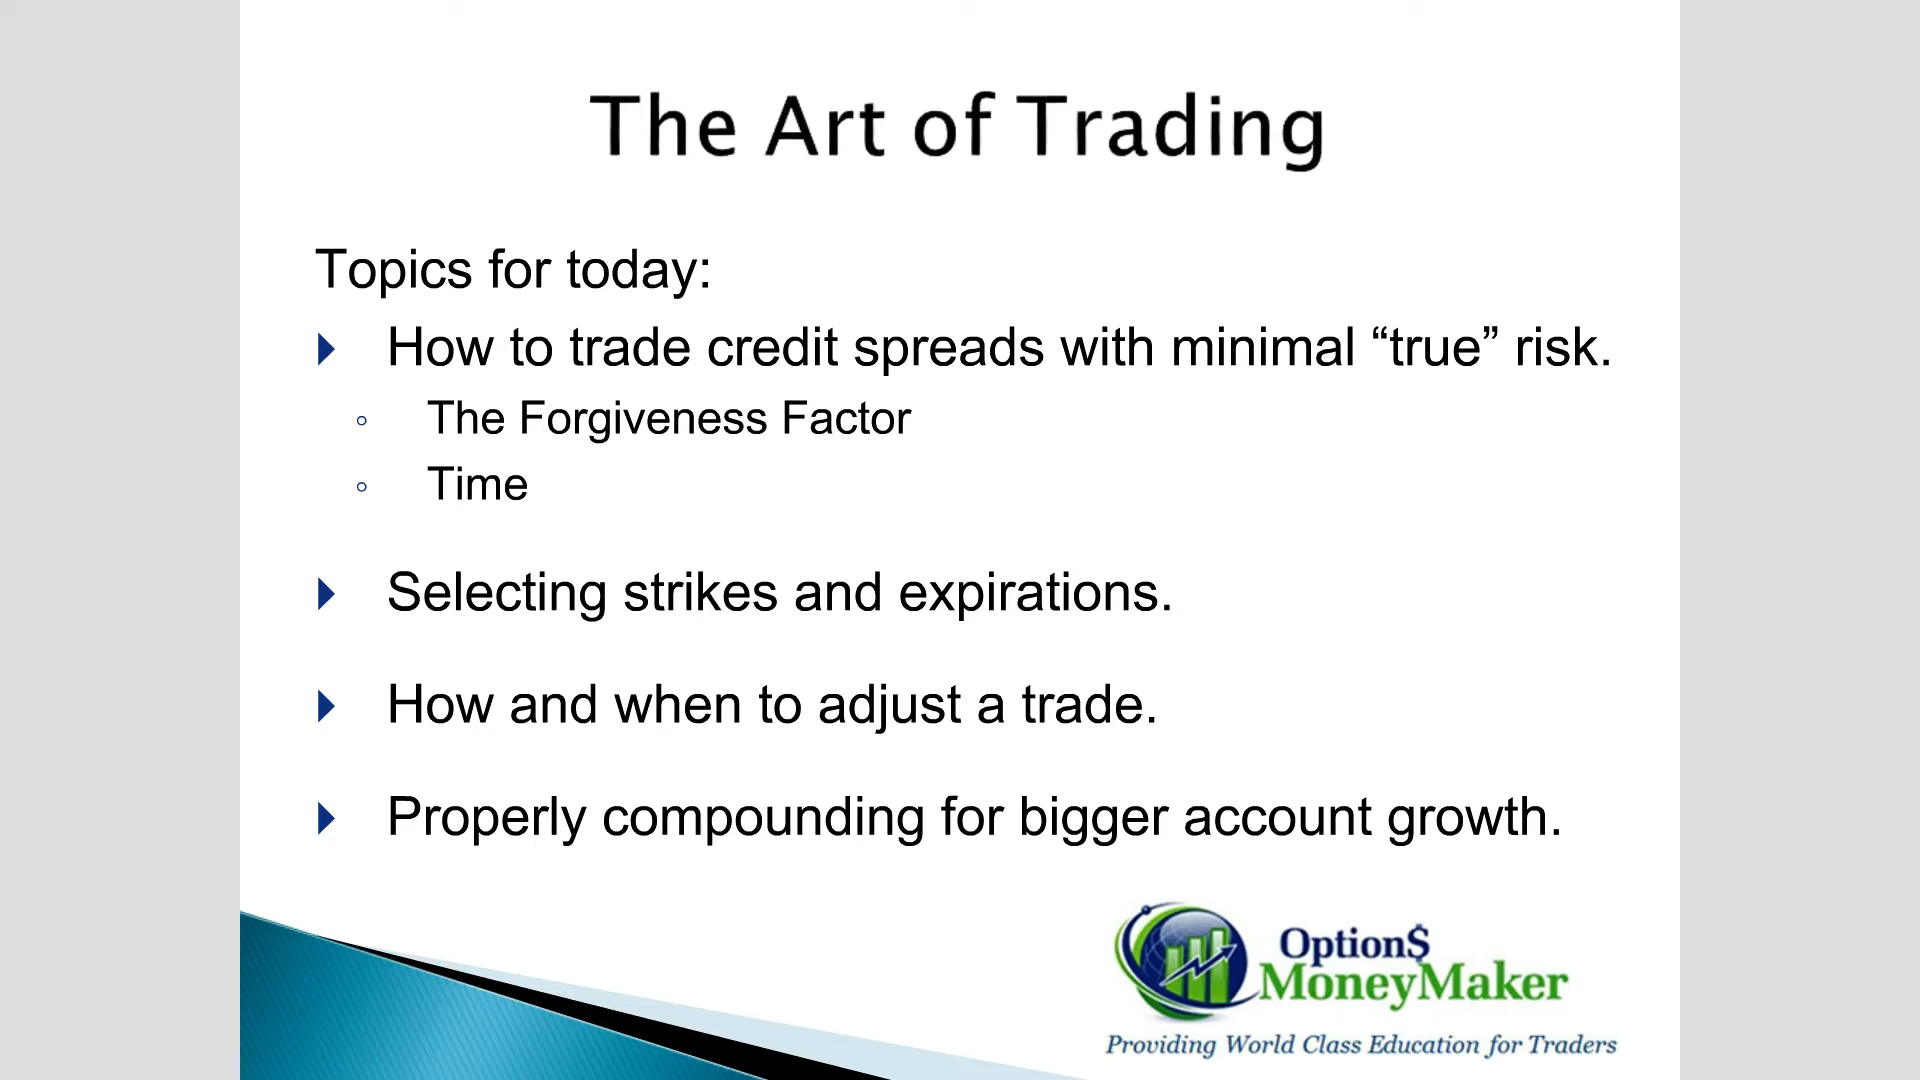 The Art of Trading
Topics for today:
How to trade credit spreads with minimal “true” risk.
The Forgiveness Factor
Time
Selecting strikes and expirations.
How and when to adjust a trade.
Properly compounding for bigger account growth.
Option$
MoneyMaker
Providing World Class Education for Traders